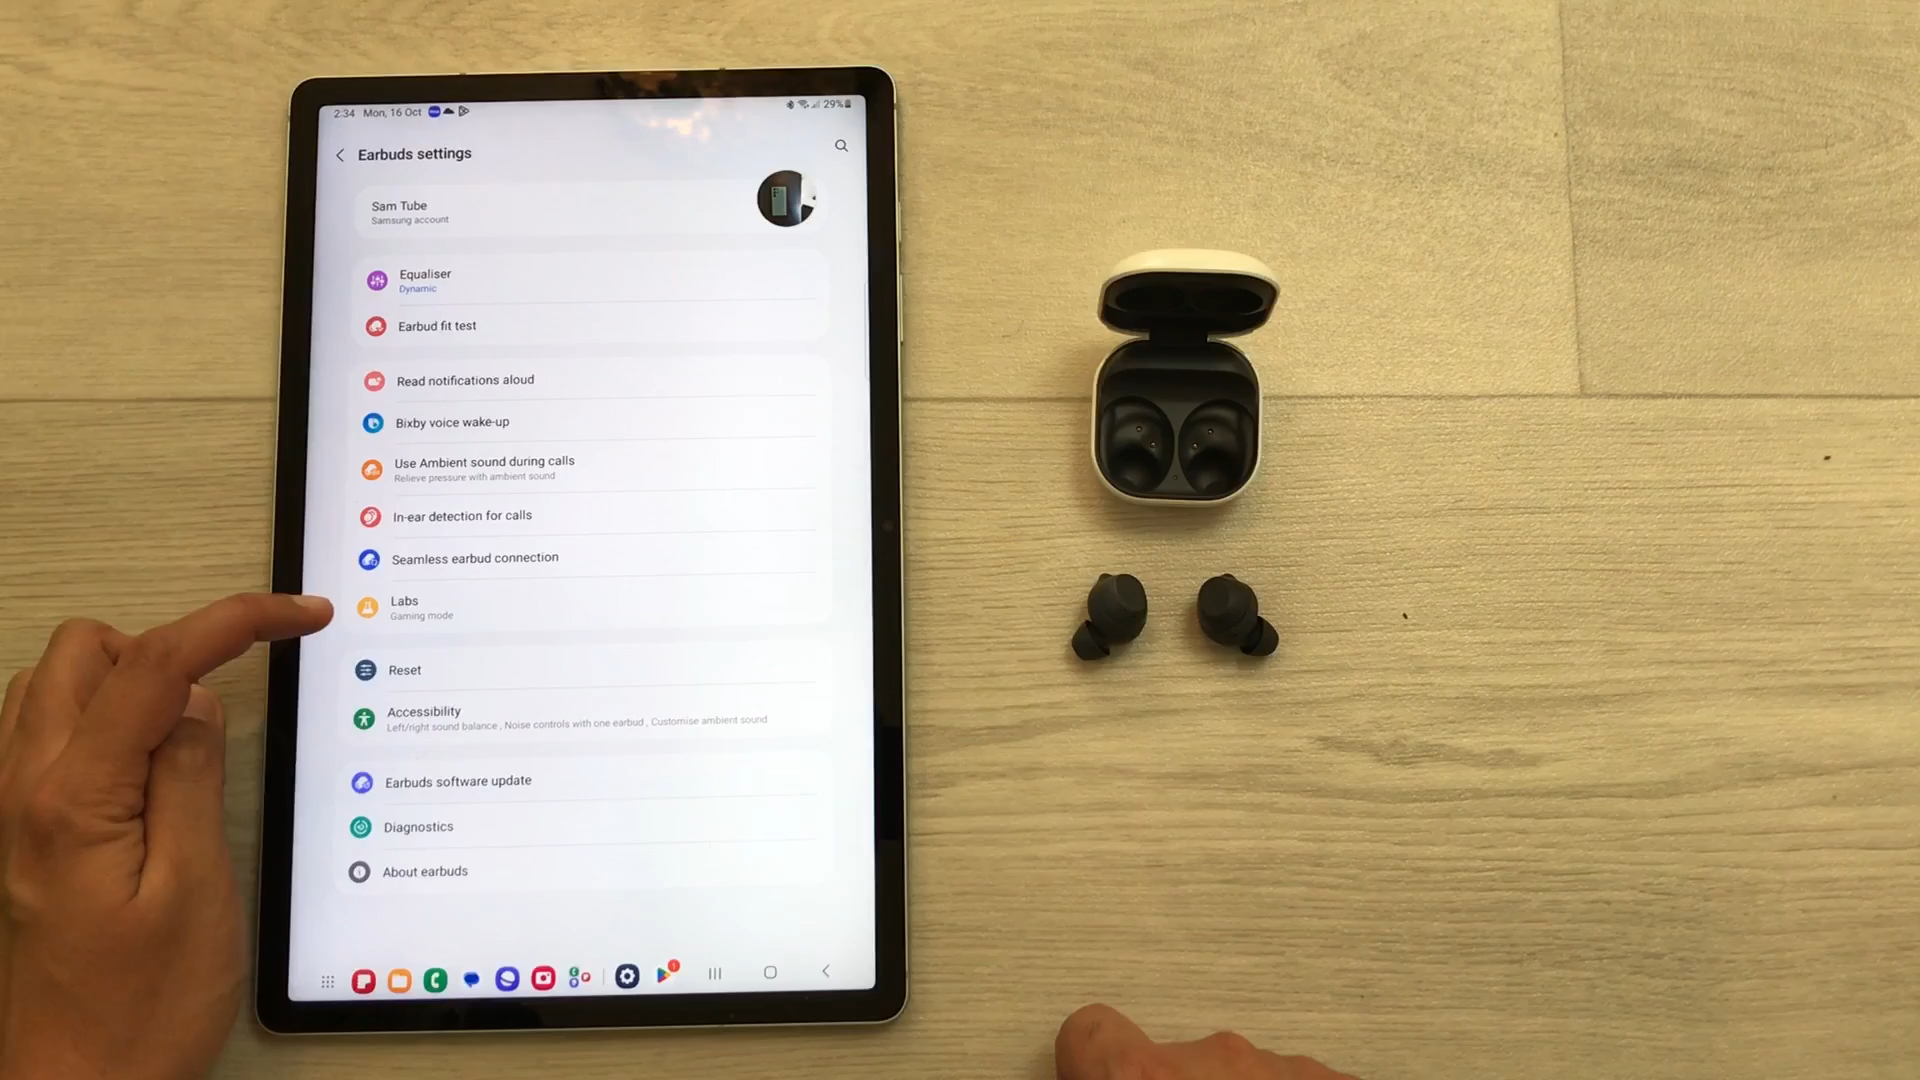 2:34 Mon, 16 Oct
29%
Earbuds settings
Sam Tube
Samsung account
Equaliser
Dynamic
Earbud fit test
Read notifications aloud
Bixby voice wake-up
Use Ambient sound during calls
Relieve pressure with ambient sound
In-ear detection for calls
Seamless earbud connection
Labs
Gaming mode
Reset
Accessibility
Left/right sound balance , Noise controls with one earbud , Customise ambient sound
Earbuds software update
Diagnostics
About earbuds
1